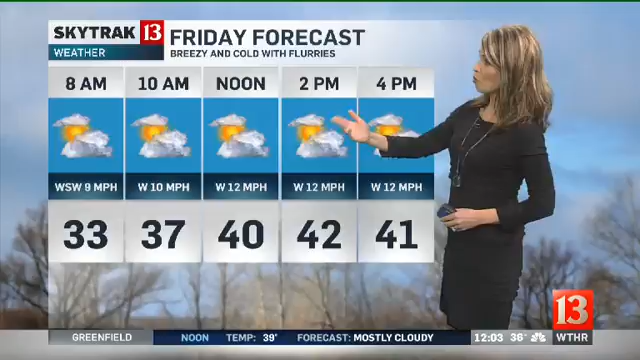 SKYTRAK 13
WEATHER
FRIDAY FORECAST
BREEZY AND COLD WITH FLURRIES
8 AM 10 AM NOON 2 PM 4 PM
WSW 9 MPH W 10 MPH W 12 MPH W 12 MPH W 12 MPH
33 37 40 42 41
13
GREENFIELD NOON TEMP: 39° FORECAST: MOSTLY CLOUDY 12:03 36° WTHR